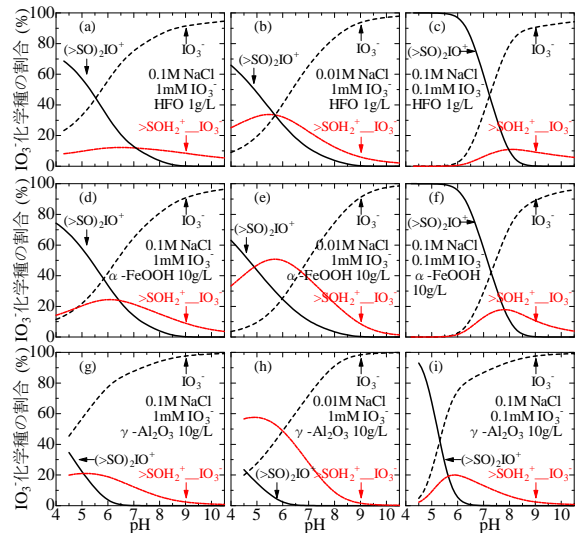 IO₃⁻化学種の割合 (%)
100
80
60
40
20
0
(a)
(>SO)₂IO⁺
IO₃⁻
0.1M NaCl
1mM IO₃⁻
HFO 1g/L
>SOH₂⁺__IO₃⁻
(b)
(>SO)₂IO⁺
IO₃⁻
0.01M NaCl
1mM IO₃⁻
HFO 1g/L
>SOH₂⁺__IO₃⁻
(c)
(>SO)₂IO⁺
IO₃⁻
0.1M NaCl
0.1mM IO₃⁻
HFO 1g/L
>SOH₂⁺__IO₃⁻
IO₃⁻化学種の割合 (%)
100
80
60
40
20
0
(d)
(>SO)₂IO⁺
IO₃⁻
0.1M NaCl
1mM IO₃⁻
α-FeOOH 10g/L
>SOH₂⁺__IO₃⁻
(e)
(>SO)₂IO⁺
IO₃⁻
0.01M NaCl
1mM IO₃⁻
α-FeOOH 10g/L
>SOH₂⁺__IO₃⁻
(f)
(>SO)₂IO⁺
IO₃⁻
0.1M NaCl
0.1mM IO₃⁻
α-FeOOH
10g/L
>SOH₂⁺__IO₃⁻
IO₃⁻化学種の割合 (%)
100
80
60
40
20
0
(g)
IO₃⁻
0.1M NaCl
1mM IO₃⁻
γ-Al₂O₃ 10g/L
(>SO)₂IO⁺
>SOH₂⁺__IO₃⁻
(h)
IO₃⁻
0.01M NaCl
1mM IO₃⁻
γ-Al₂O₃ 10g/L
(>SO)₂IO⁺
>SOH₂⁺__IO₃⁻
(i)
IO₃⁻
0.1M NaCl
0.1mM IO₃⁻
γ-Al₂O₃ 10g/L
(>SO)₂IO⁺
>SOH₂⁺__IO₃⁻
4 5 6 7 8 9 10
4 5 6 7 8 9 10
4 5 6 7 8 9 10
pH
pH
pH